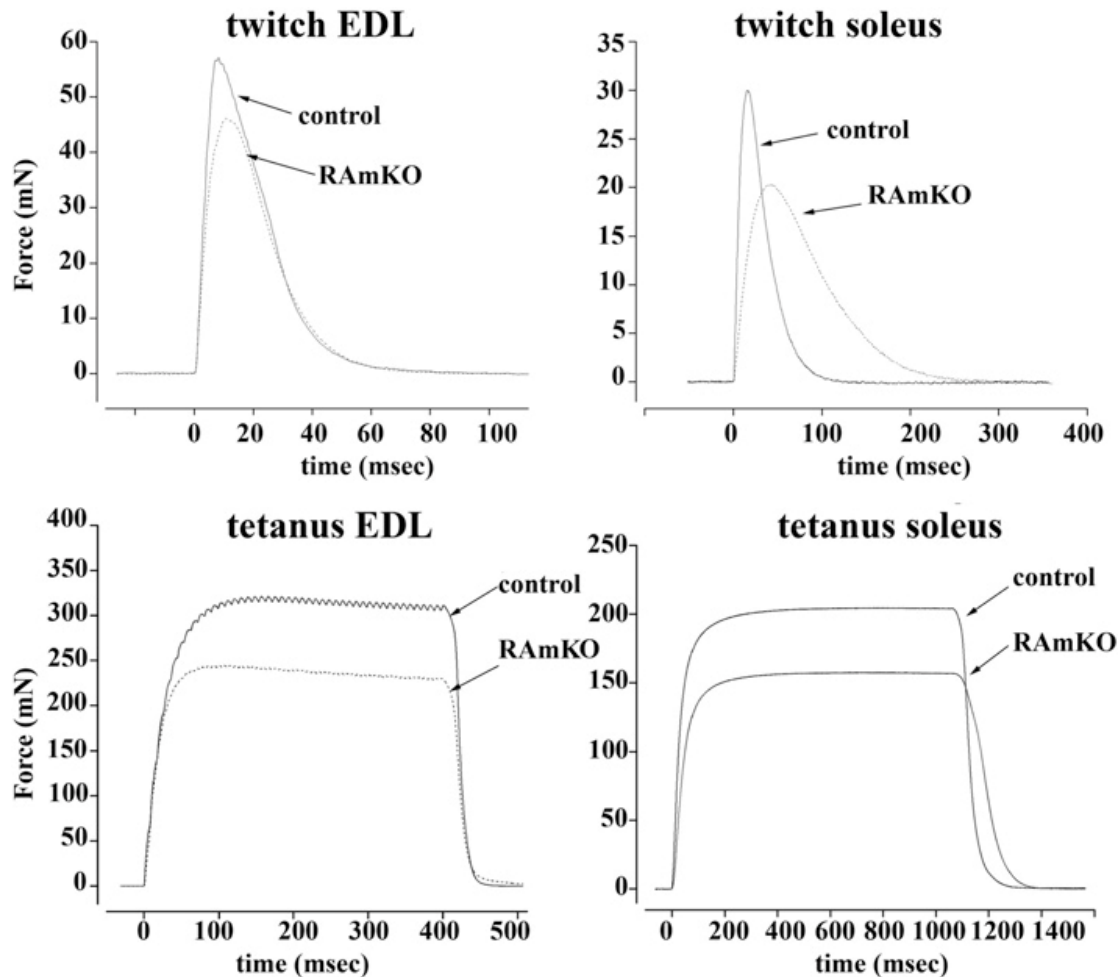 twitch EDL
60
50
40
30
20
10
0
Force (mN)
control
RAmKO
0 20 40 60 80 100
time (msec)
twitch soleus
35
30
25
20
15
10
5
0
control
RAmKO
0 100 200 300 400
time (msec)
tetanus EDL
400
350
300
250
200
150
100
50
0
Force (mN)
control
RAmKO
0 100 200 300 400 500
time (msec)
tetanus soleus
250
200
150
100
50
0
control
RAmKO
0 200 400 600 800 1000 1200 1400
time (msec)